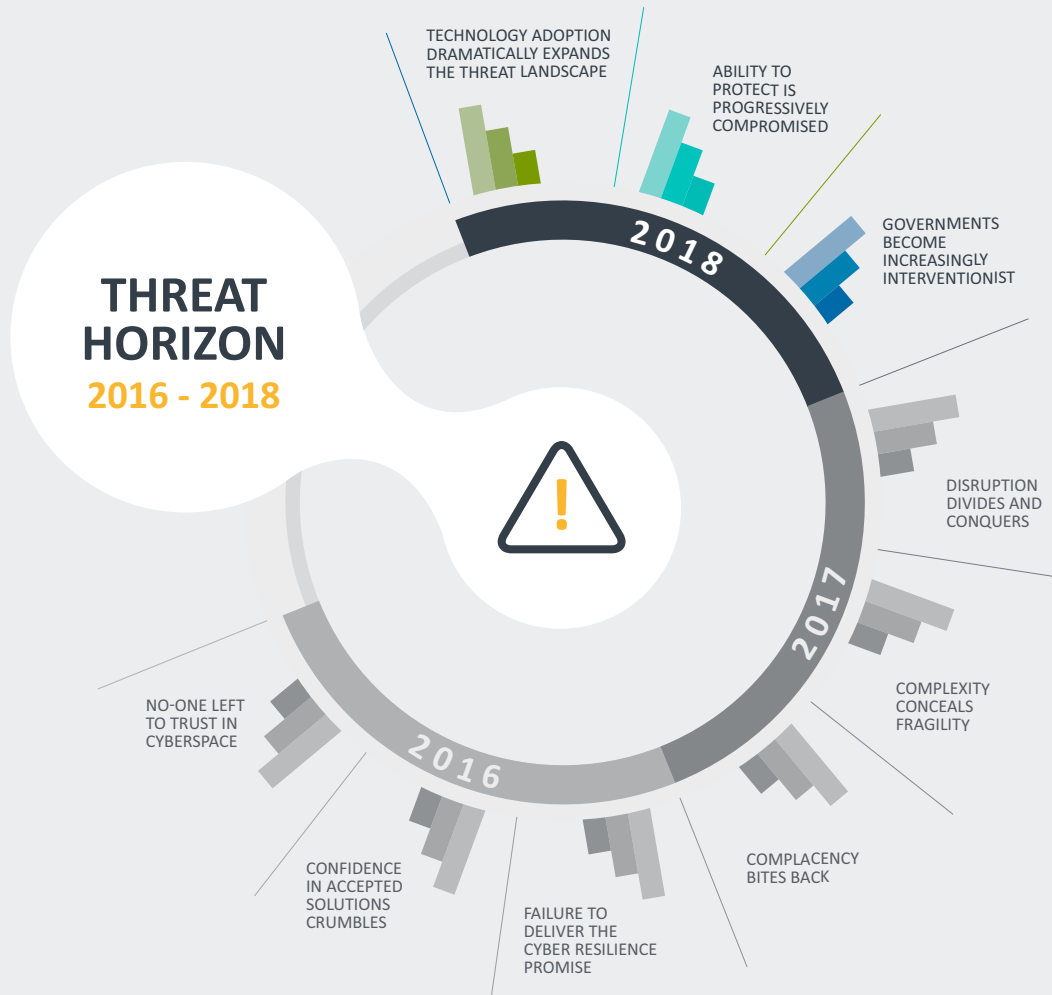 THREAT
HORIZON
2016 - 2018
!
TECHNOLOGY ADOPTION
DRAMATICALLY EXPANDS
THE THREAT LANDSCAPE
ABILITY TO
PROTECT IS
PROGRESSIVELY
COMPROMISED
GOVERNMENTS
BECOME
INCREASINGLY
INTERVENTIONIST
2018
DISRUPTION
DIVIDES AND
CONQUERS
COMPLEXITY
CONCEALS
FRAGILITY
COMPLACENCY
BITES BACK
2017
FAILURE TO
DELIVER THE
CYBER RESILIENCE
PROMISE
CONFIDENCE
IN ACCEPTED
SOLUTIONS
CRUMBLES
NO-ONE LEFT
TO TRUST IN
CYBERSPACE
2016